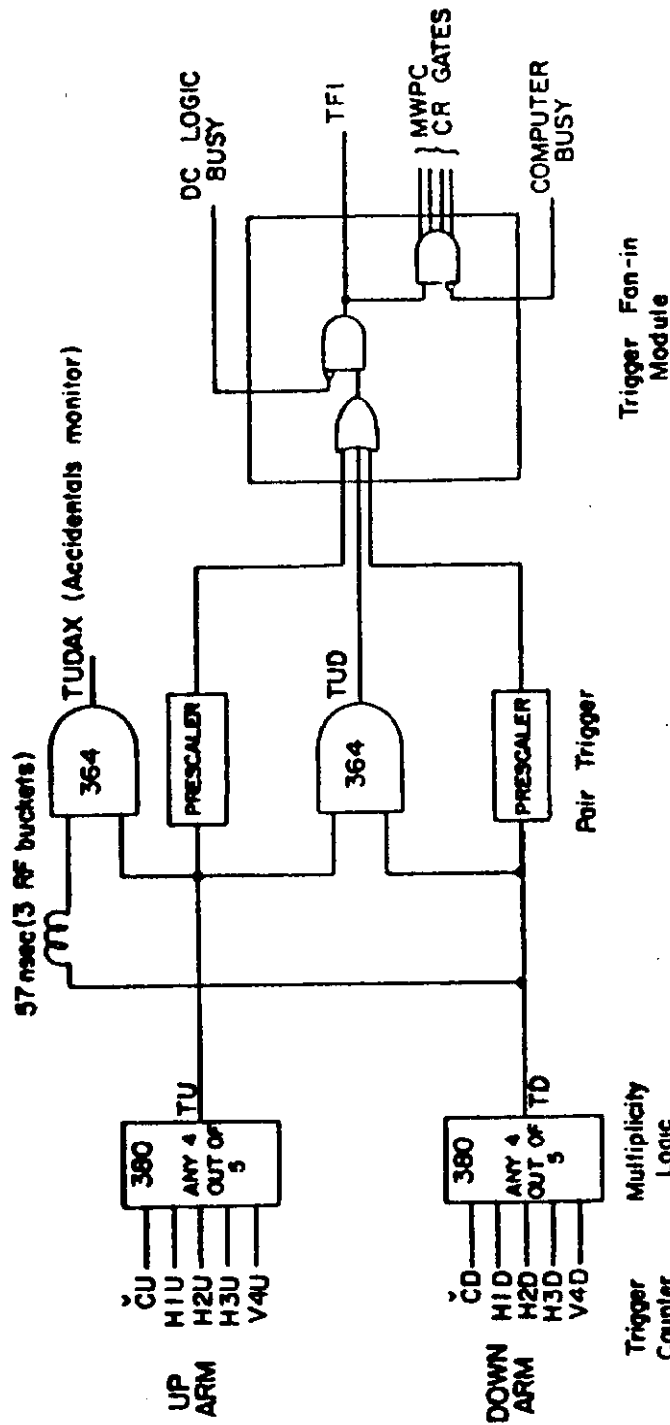 UP
ARM
ČU
H1U
H2U
H3U
V4U
380
ANY 4
OUT OF
5
TU
57nsec(3 RF buckets)
364
TUDAX (Accidentals monitor)
PRESCALER
364
TUD
PRESCALER
DC LOGIC
BUSY
TFI
MWPC
CR GATES
COMPUTER
BUSY
DOWN
ARM
ČD
H1D
H2D
H3D
V4D
380
ANY 4
OUT OF
5
TD
Trigger
Counter
Multiplicity
Logic
Pair Trigger
Trigger Fan-in
Module